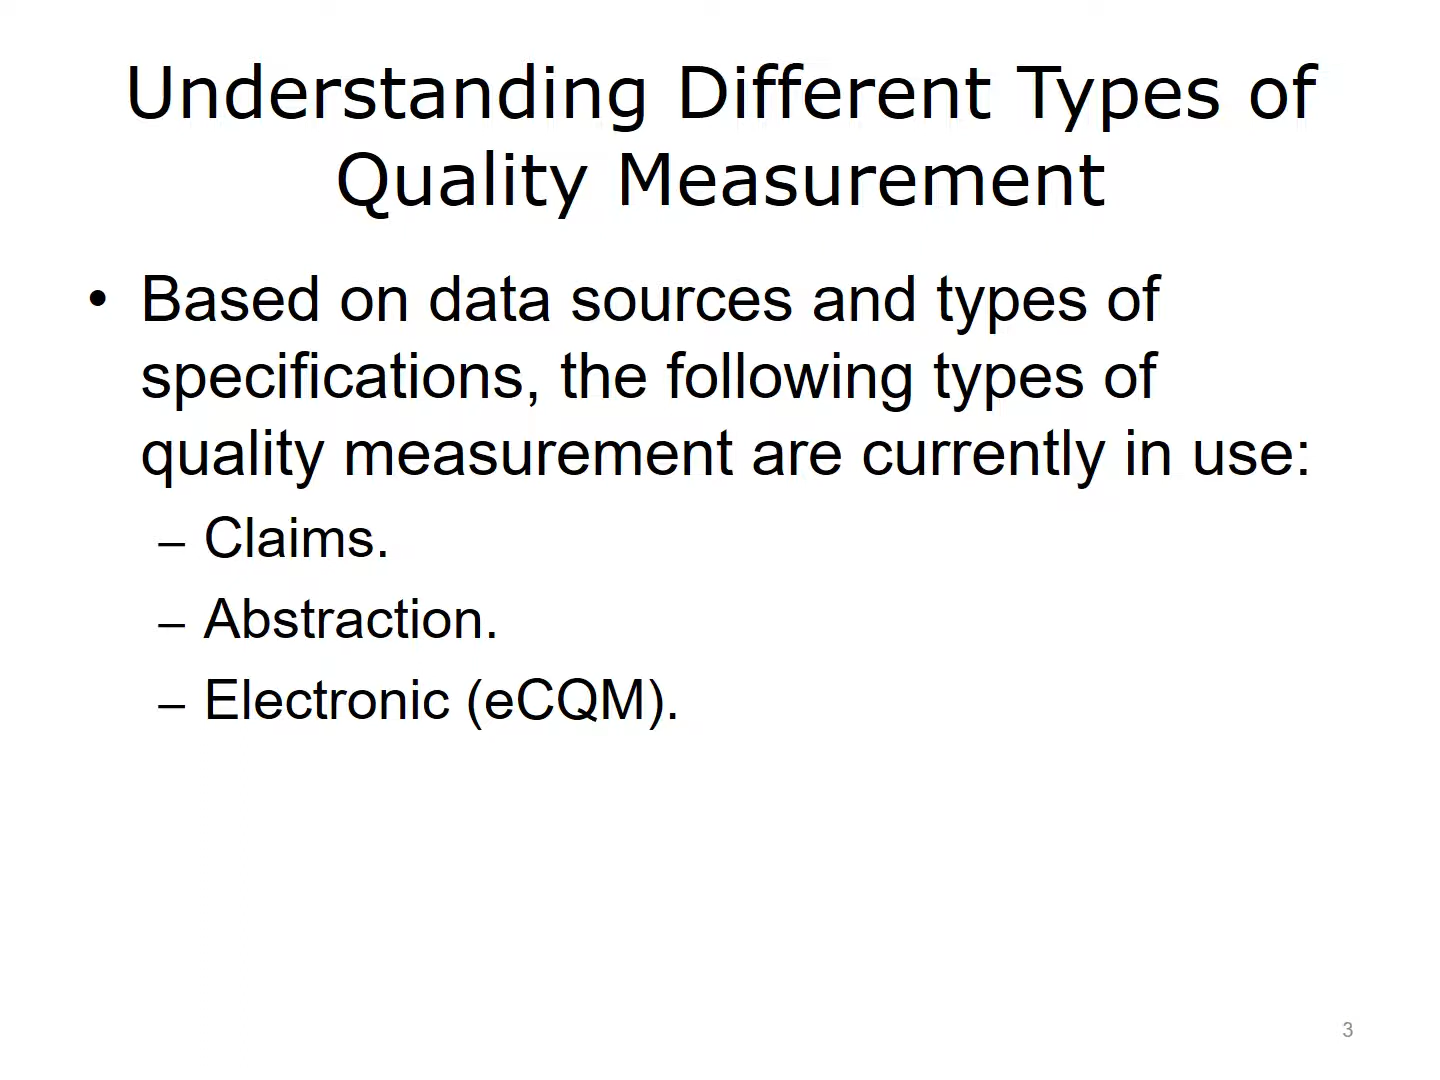 Understanding Different Types of
Quality Measurement
• Based on data sources and types of
specifications, the following types of
quality measurement are currently in use:
– Claims.
– Abstraction.
– Electronic (eCQM).
3